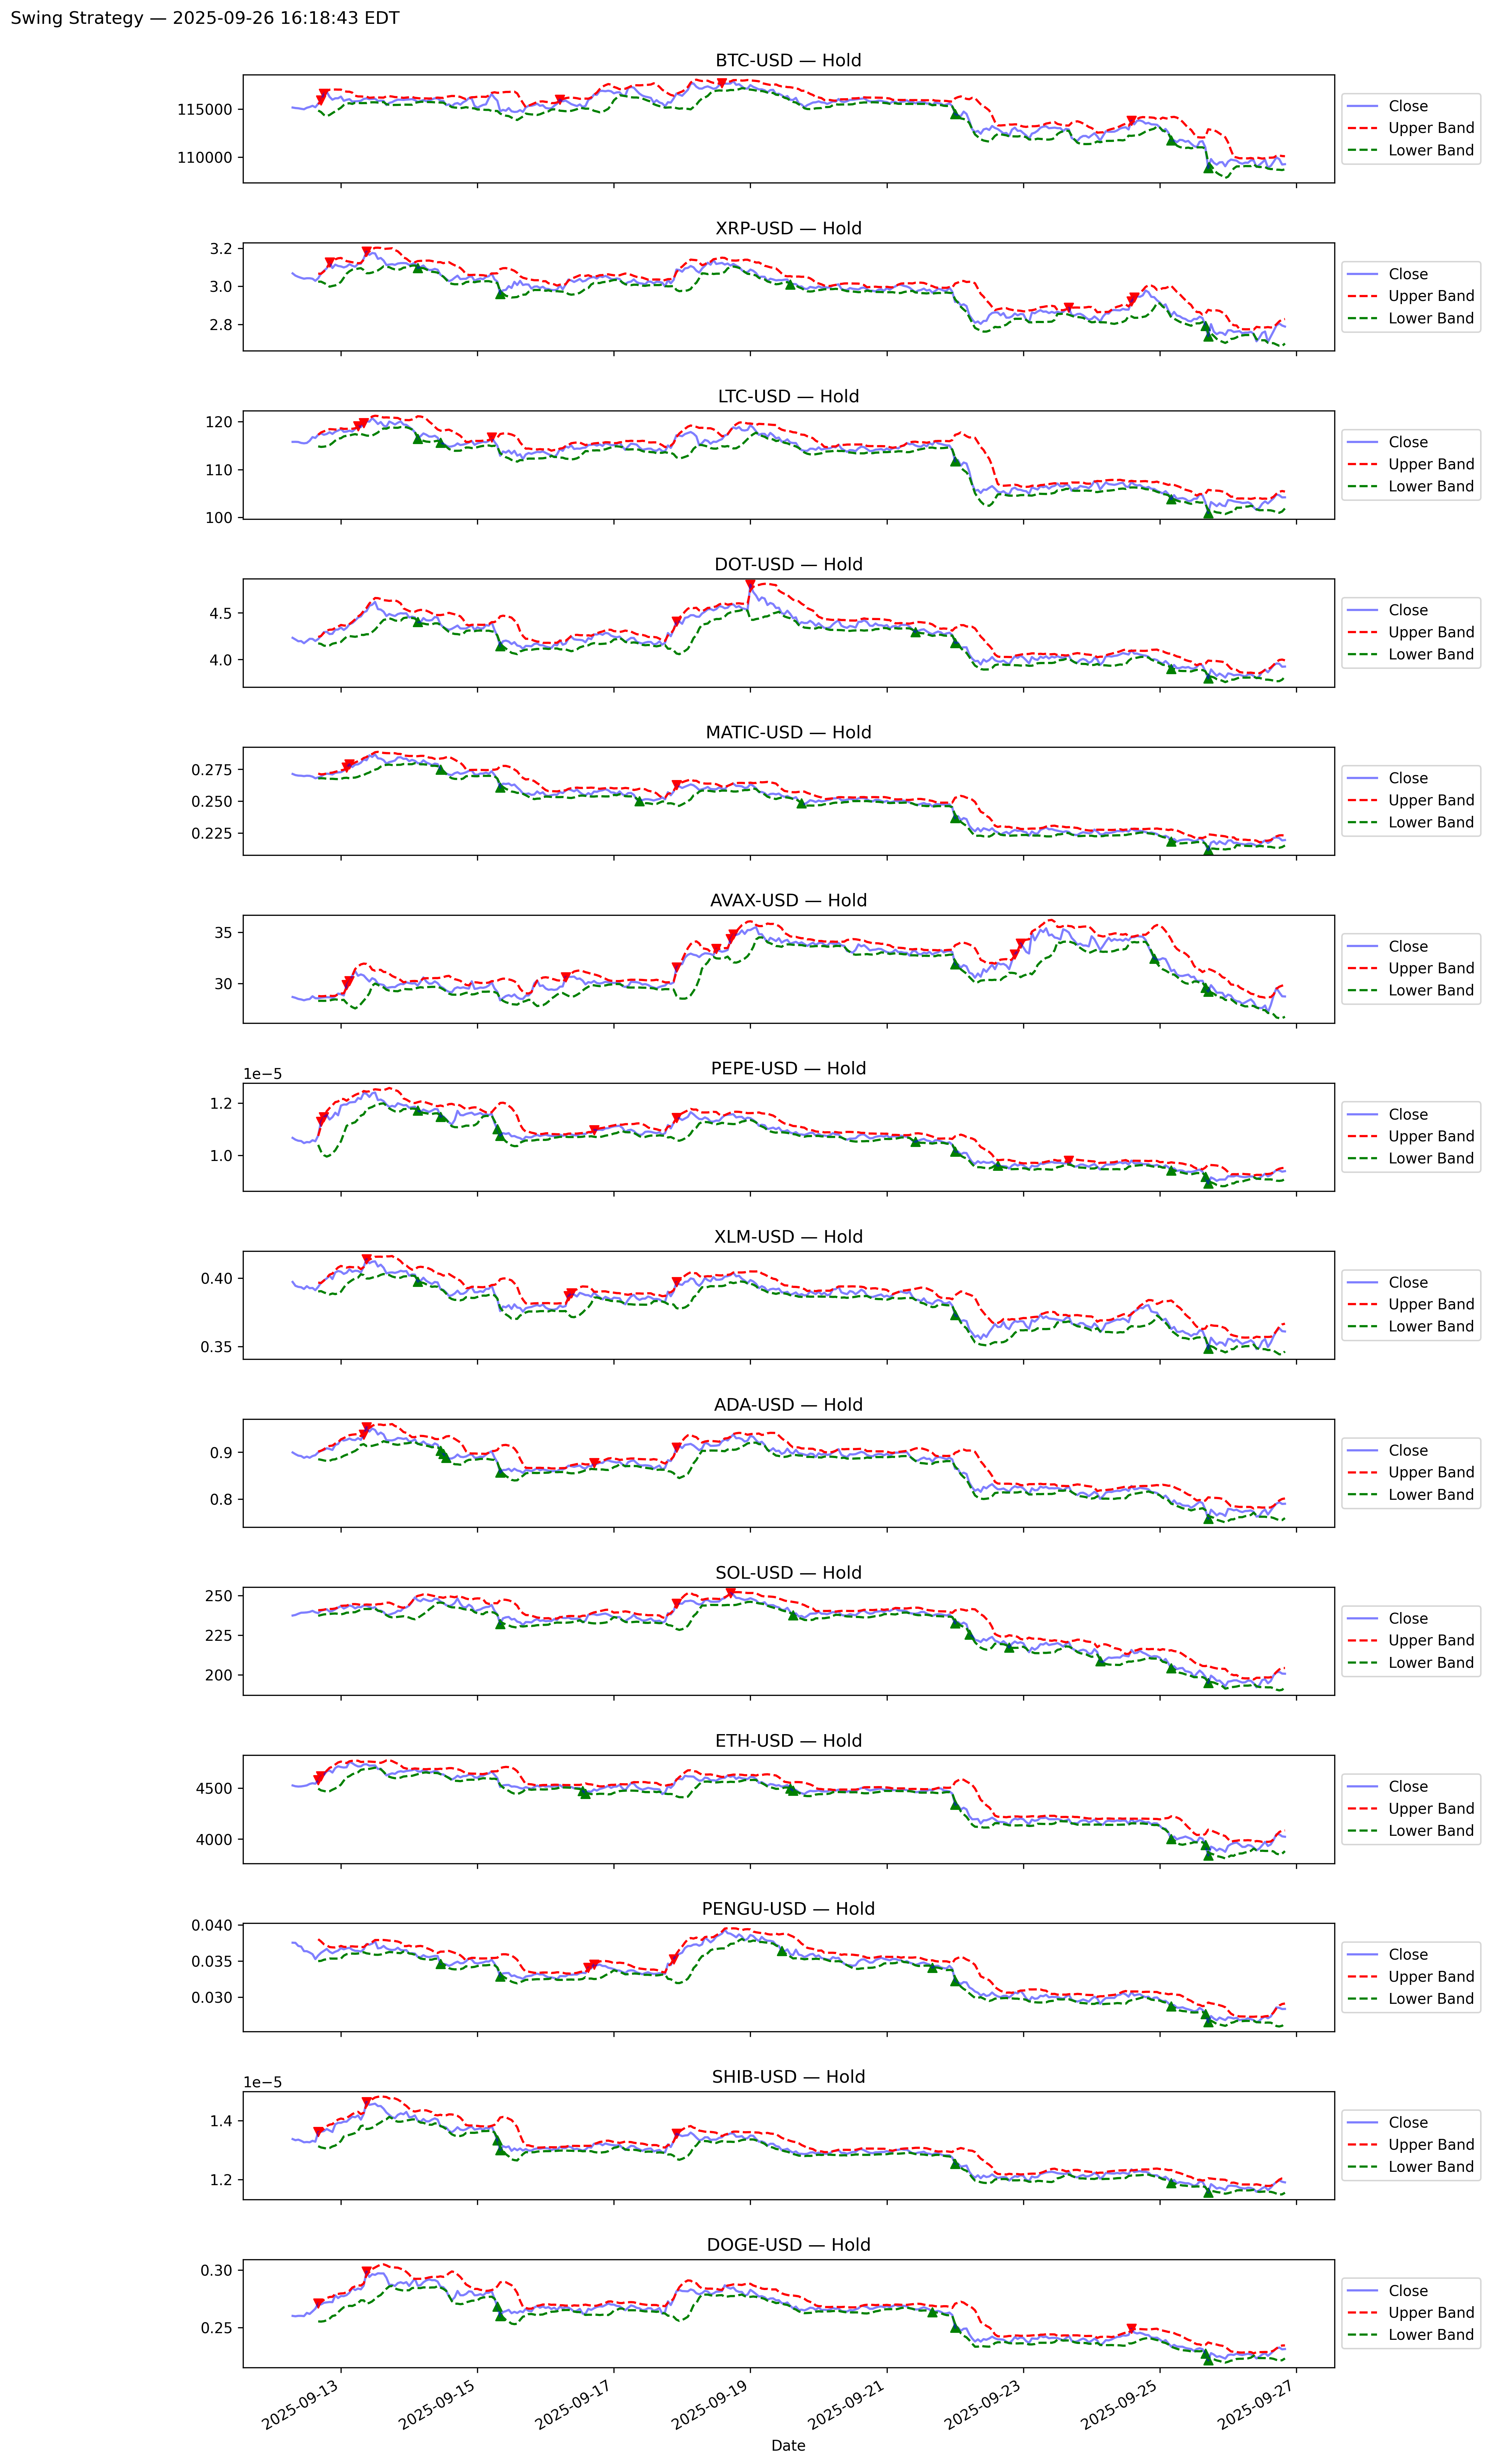 Swing Strategy — 2025-09-26 16:18:43 EDT
BTC-USD — Hold
115000
110000
Close
Upper Band
Lower Band
XRP-USD — Hold
3.2
3.0
2.8
Close
Upper Band
Lower Band
LTC-USD — Hold
120
110
100
Close
Upper Band
Lower Band
DOT-USD — Hold
4.5
4.0
Close
Upper Band
Lower Band
MATIC-USD — Hold
0.275
0.250
0.225
Close
Upper Band
Lower Band
AVAX-USD — Hold
35
30
Close
Upper Band
Lower Band
PEPE-USD — Hold
1e−5
1.2
1.0
Close
Upper Band
Lower Band
XLM-USD — Hold
0.40
0.35
Close
Upper Band
Lower Band
ADA-USD — Hold
0.9
0.8
Close
Upper Band
Lower Band
SOL-USD — Hold
250
225
200
Close
Upper Band
Lower Band
ETH-USD — Hold
4500
4000
Close
Upper Band
Lower Band
PENGU-USD — Hold
0.040
0.035
0.030
Close
Upper Band
Lower Band
SHIB-USD — Hold
1e−5
1.4
1.2
Close
Upper Band
Lower Band
DOGE-USD — Hold
0.30
0.25
Close
Upper Band
Lower Band
2025-09-13
2025-09-15
2025-09-17
2025-09-19
2025-09-21
2025-09-23
2025-09-25
2025-09-27
Date